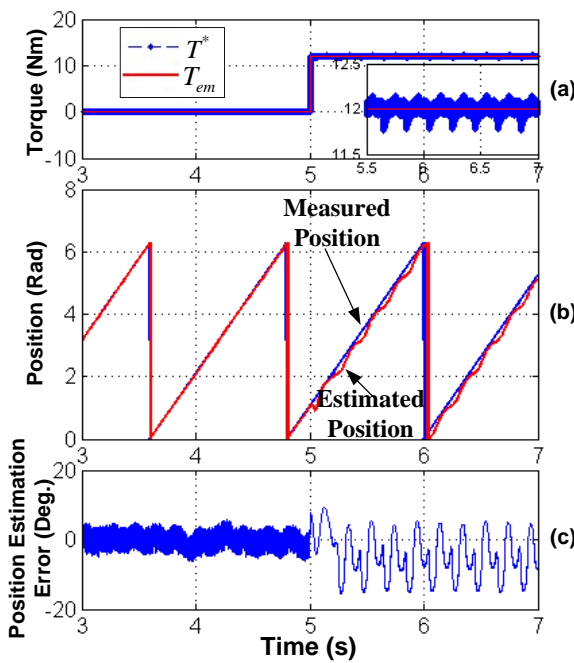 Torque (Nm)
20
10
0
-10
T*
T_em
12.5
12
11.5
5.5
6
6.5
7
3
4
5
6
7
(a)
Position (Rad)
8
6
4
2
0
Measured
Position
Estimated
Position
3
4
5
6
7
(b)
Position Estimation
Error (Deg.)
20
0
-20
3
4
5
6
7
(c)
Time (s)